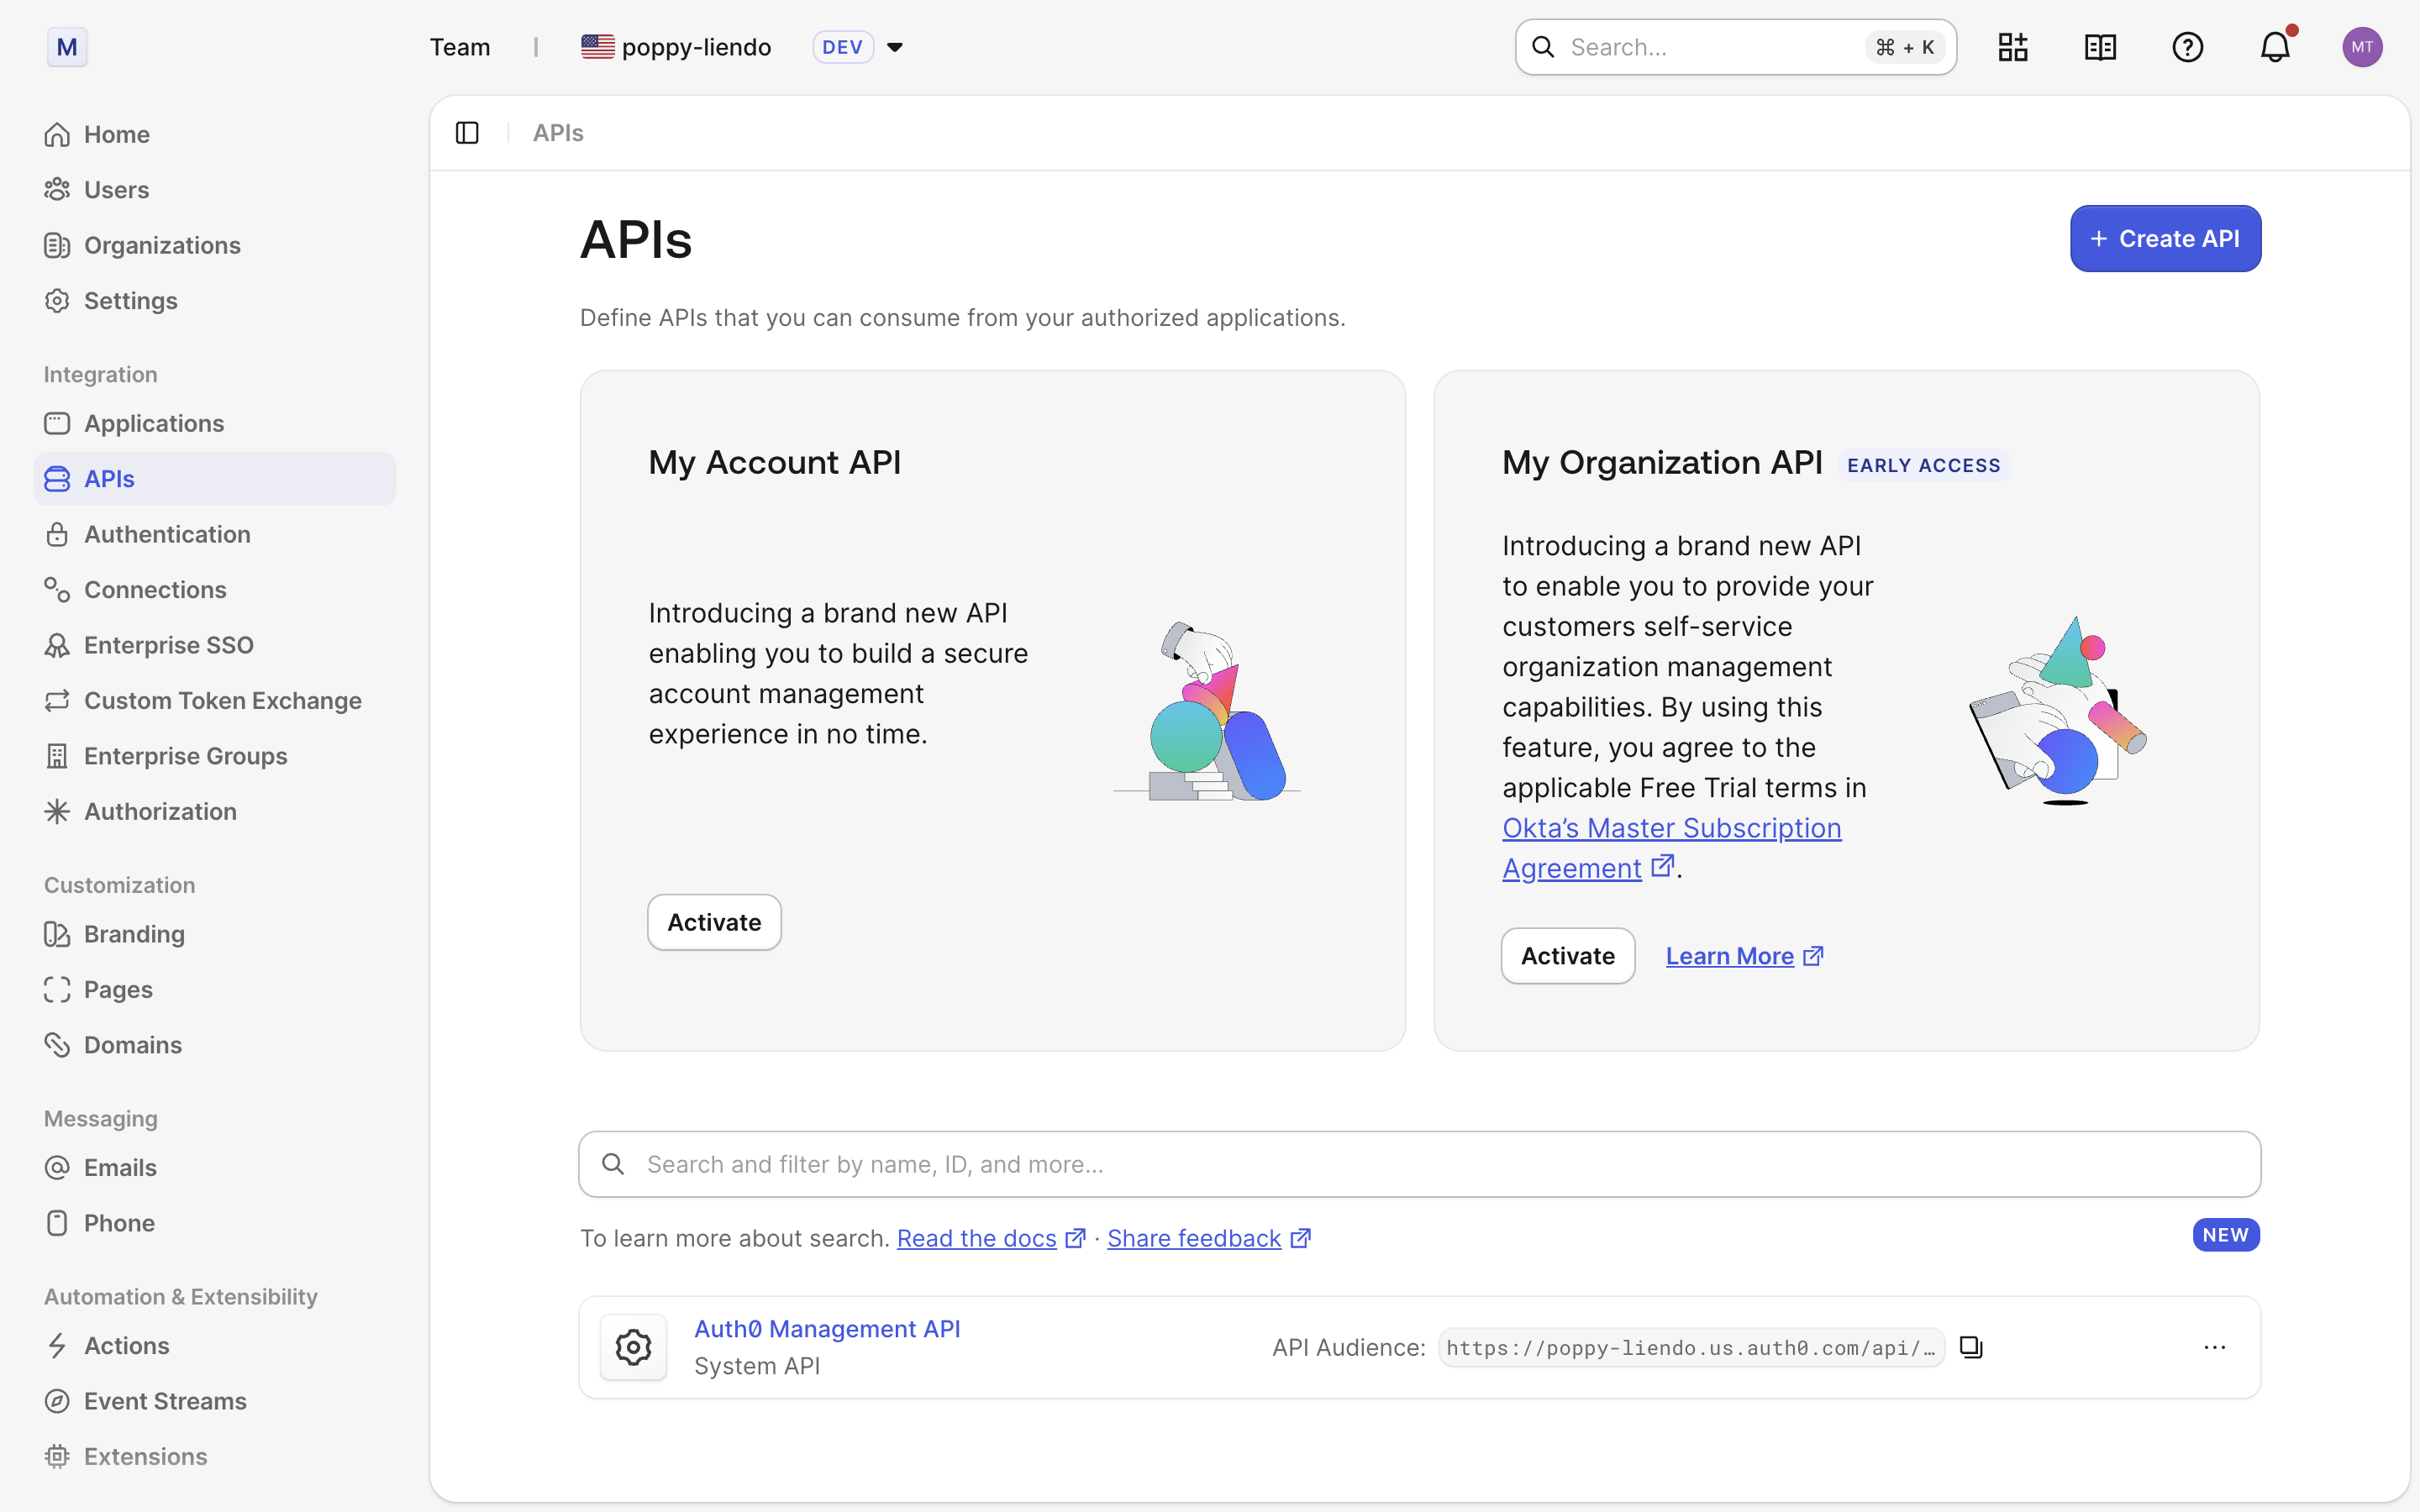 M
Team
poppy-liendo
DEV
Search...
⌘ + K
MT
Home
Users
Organizations
Settings
Integration
Applications
APIs
Authentication
Connections
Enterprise SSO
Custom Token Exchange
Enterprise Groups
Authorization
Customization
Branding
Pages
Domains
Messaging
Emails
Phone
Automation & Extensibility
Actions
Event Streams
Extensions
APIs
APIs
+ Create API
Define APIs that you can consume from your authorized applications.
My Account API
Introducing a brand new API
enabling you to build a secure
account management
experience in no time.
Activate
My Organization API EARLY ACCESS
Introducing a brand new API
to enable you to provide your
customers self-service
organization management
capabilities. By using this
feature, you agree to the
applicable Free Trial terms in
Okta’s Master Subscription
Agreement .
Activate
Learn More
Search and filter by name, ID, and more...
To learn more about search. Read the docs · Share feedback
NEW
Auth0 Management API
System API
API Audience: https://poppy-liendo.us.auth0.com/api/…